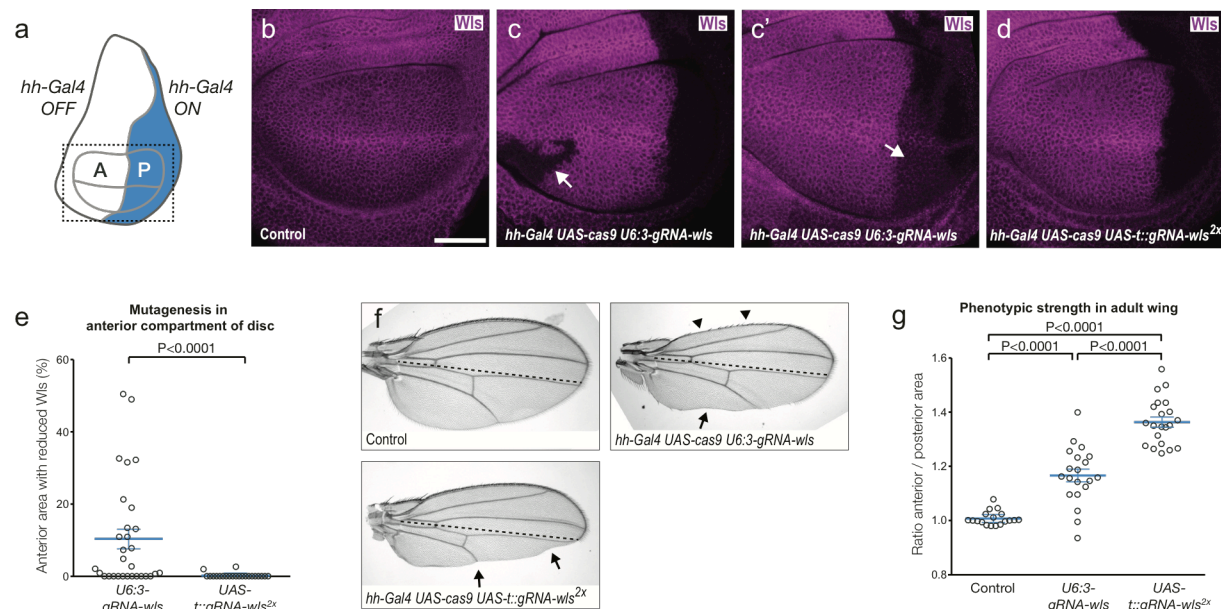 a
hh-Gal4
OFF
hh-Gal4
ON
A
P
b
Wls
Control
c
Wls
hh-Gal4 UAS-cas9 U6:3-gRNA-wls
c'
Wls
hh-Gal4 UAS-cas9 U6:3-gRNA-wls
d
Wls
hh-Gal4 UAS-cas9 UAS-t::gRNA-wls2x
e
Mutagenesis in
anterior compartment of disc
P<0.0001
Anterior area with reduced Wls (%)
60
40
20
0
U6:3-
gRNA-wls
UAS-
t::gRNA-wls2x
f
Control
hh-Gal4 UAS-cas9 U6:3-gRNA-wls
hh-Gal4 UAS-cas9 UAS-t::gRNA-wls2x
g
Phenotypic strength in adult wing
P<0.0001
P<0.0001
P<0.0001
Ratio anterior / posterior area
1.6
1.4
1.2
1.0
0.8
Control
U6:3-
gRNA-wls
UAS-
t::gRNA-wls2x